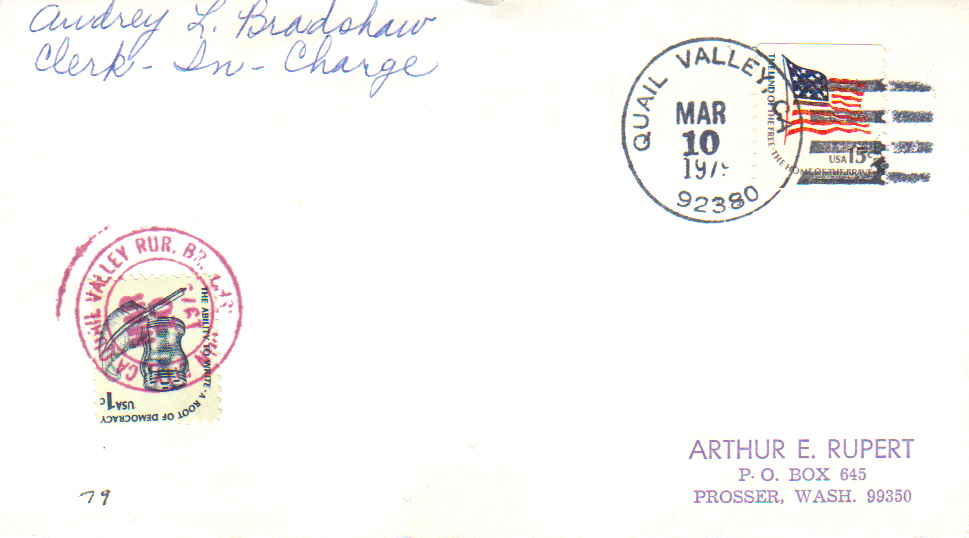 Audrey L. Bradshaw
Clerk-In-Charge
QUAIL VALLEY, CA
MAR
10
92380
THE LAND OF THE FREE · THE HOME OF THE BRAVE
USA 15c
VALLEY RUR. BR.
THE ABILITY TO WRITE · A ROOT OF DEMOCRACY
USA 1c
ARTHUR E. RUPERT
P. O. BOX 645
PROSSER, WASH. 99350
79